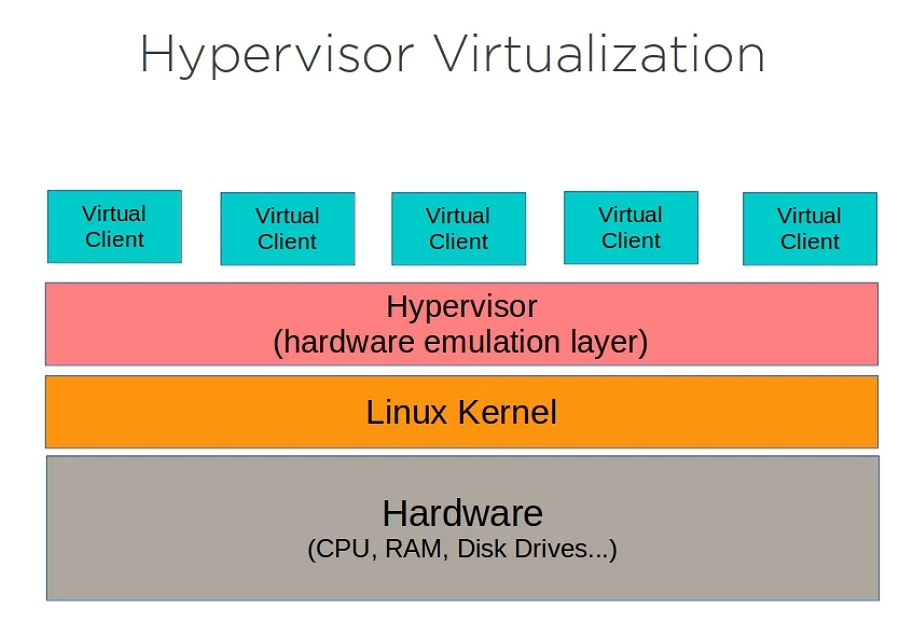 Hypervisor Virtualization
Virtual
Client
Virtual
Client
Virtual
Client
Virtual
Client
Virtual
Client
Hypervisor
(hardware emulation layer)
Linux Kernel
Hardware
(CPU, RAM, Disk Drives...)